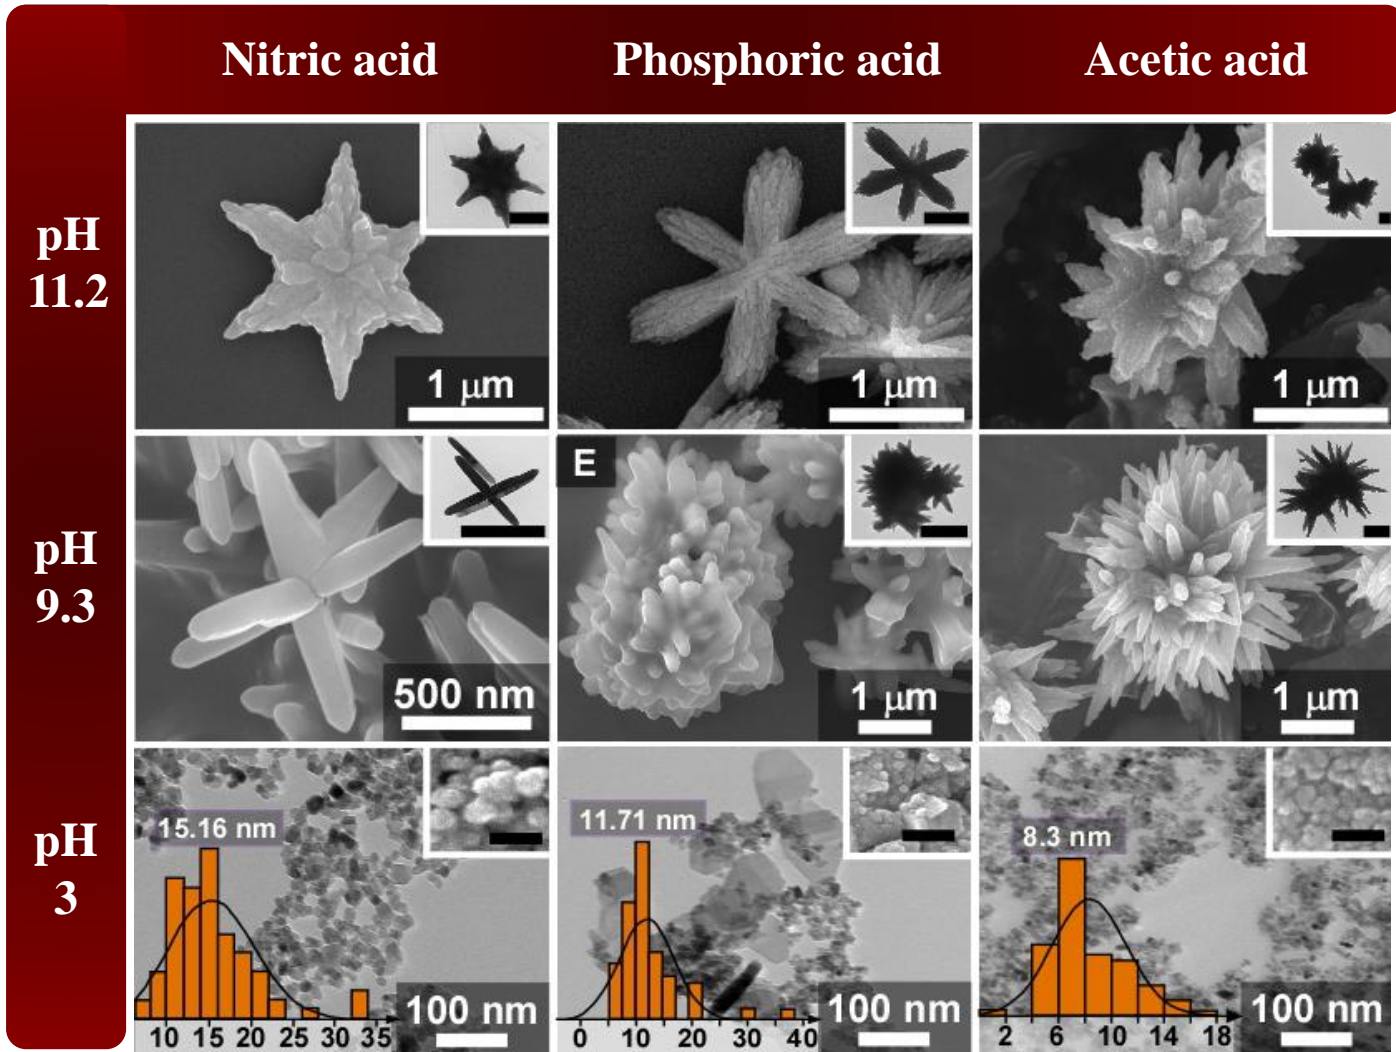 Nitric acid
Phosphoric acid
Acetic acid
pH
11.2
1 μm
1 μm
1 μm
pH
9.3
500 nm
E
1 μm
1 μm
pH
3
15.16 nm
100 nm
10 15 20 25 30 35
11.71 nm
100 nm
0 10 20 30 40
8.3 nm
100 nm
2 6 10 14 18